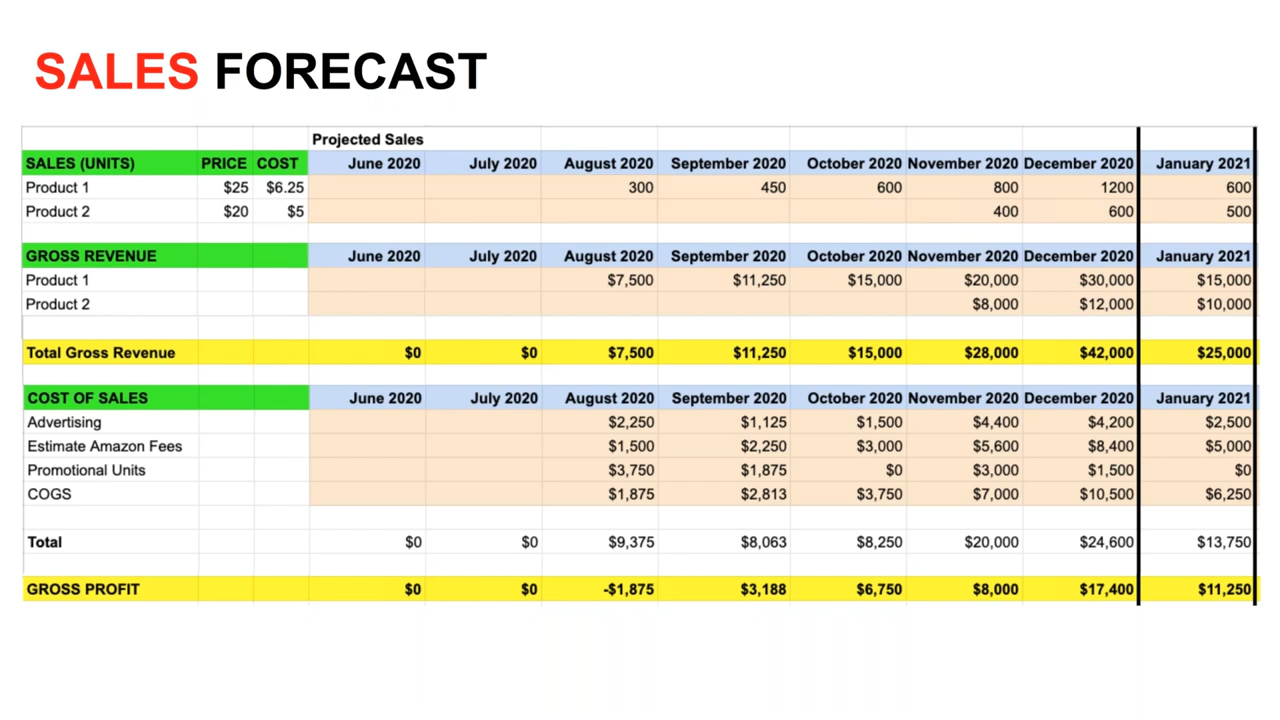 SALES FORECAST
Projected Sales
SALES (UNITS) PRICE COST June 2020 July 2020 August 2020 September 2020 October 2020 November 2020 December 2020 January 2021
Product 1 $25 $6.25 300 450 600 800 1200 600
Product 2 $20 $5 400 600 500
GROSS REVENUE June 2020 July 2020 August 2020 September 2020 October 2020 November 2020 December 2020 January 2021
Product 1 $7,500 $11,250 $15,000 $20,000 $30,000 $15,000
Product 2 $8,000 $12,000 $10,000
Total Gross Revenue $0 $0 $7,500 $11,250 $15,000 $28,000 $42,000 $25,000
COST OF SALES June 2020 July 2020 August 2020 September 2020 October 2020 November 2020 December 2020 January 2021
Advertising $2,250 $1,125 $1,500 $4,400 $4,200 $2,500
Estimate Amazon Fees $1,500 $2,250 $3,000 $5,600 $8,400 $5,000
Promotional Units $3,750 $1,875 $0 $3,000 $1,500 $0
COGS $1,875 $2,813 $3,750 $7,000 $10,500 $6,250
Total $0 $0 $9,375 $8,063 $8,250 $20,000 $24,600 $13,750
GROSS PROFIT $0 $0 -$1,875 $3,188 $6,750 $8,000 $17,400 $11,250